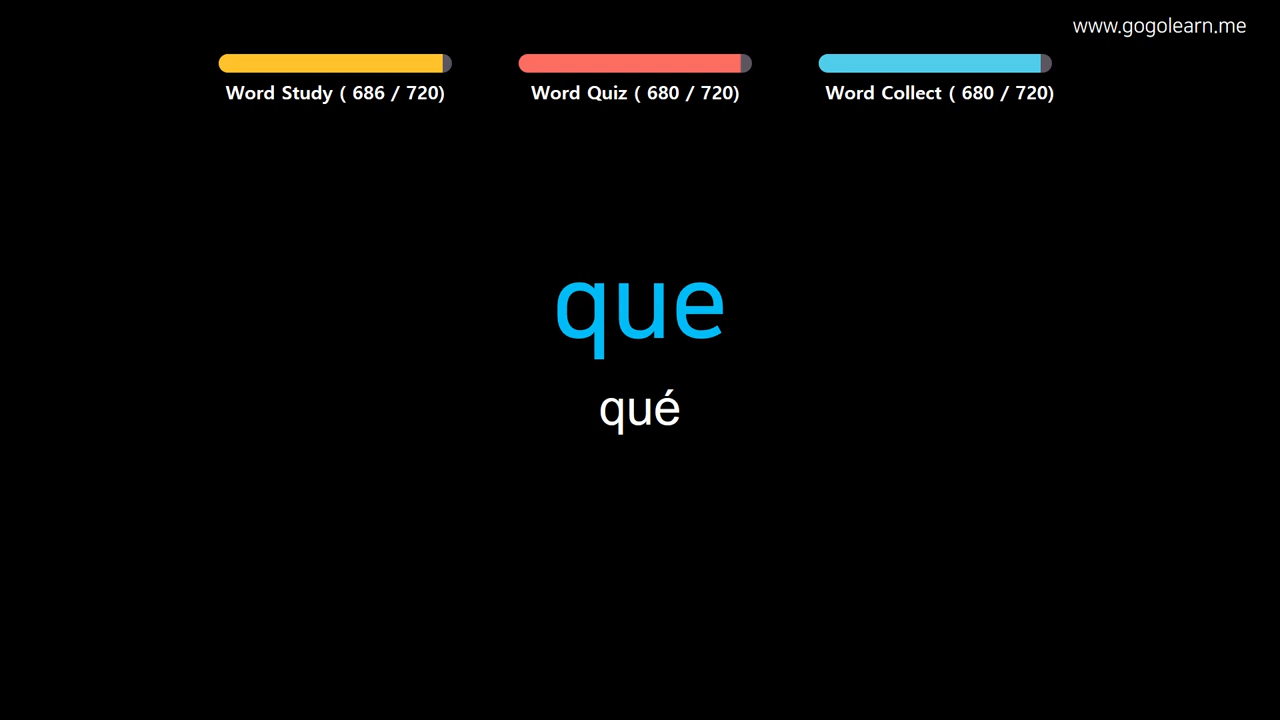 www.gogolearn.me
Word Study ( 686 / 720)
Word Quiz ( 680 / 720)
Word Collect ( 680 / 720)
que
qué